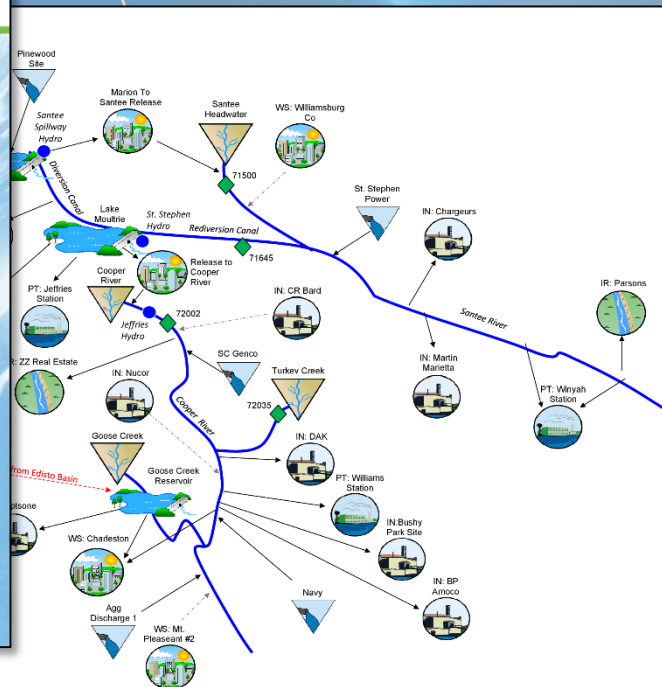 Pinewood
Site
Marion To
Santee Release
Santee
Headwater
WS: Williamsburg
Co
Santee
Spillway
Hydro
71500
St. Stephen
Power
Diversion Canal
IN: Chargeurs
Lake
Moultrie
St. Stephen
Hydro
Rediversion Canal
71645
Cooper
River
Release to
Cooper
River
IR: Parsons
PT: Jeffries
Station
Jeffries
Hydro
72002
IN: CR Bard
Santee River
R: ZZ Real Estate
IN: Nucor
SC Genco
Turkey Creek
IN: Martin
Marietta
PT: Winyah
Station
Cooper River
72035
Goose Creek
IN: DAK
from Edisto Basin
Goose Creek
Reservoir
PT: Williams
Station
ptsone
IN:Bushy
Park Site
WS: Charleston
IN: BP
Amoco
Navy
Agg
Discharge 1
WS: Mt.
Pleaseant #2